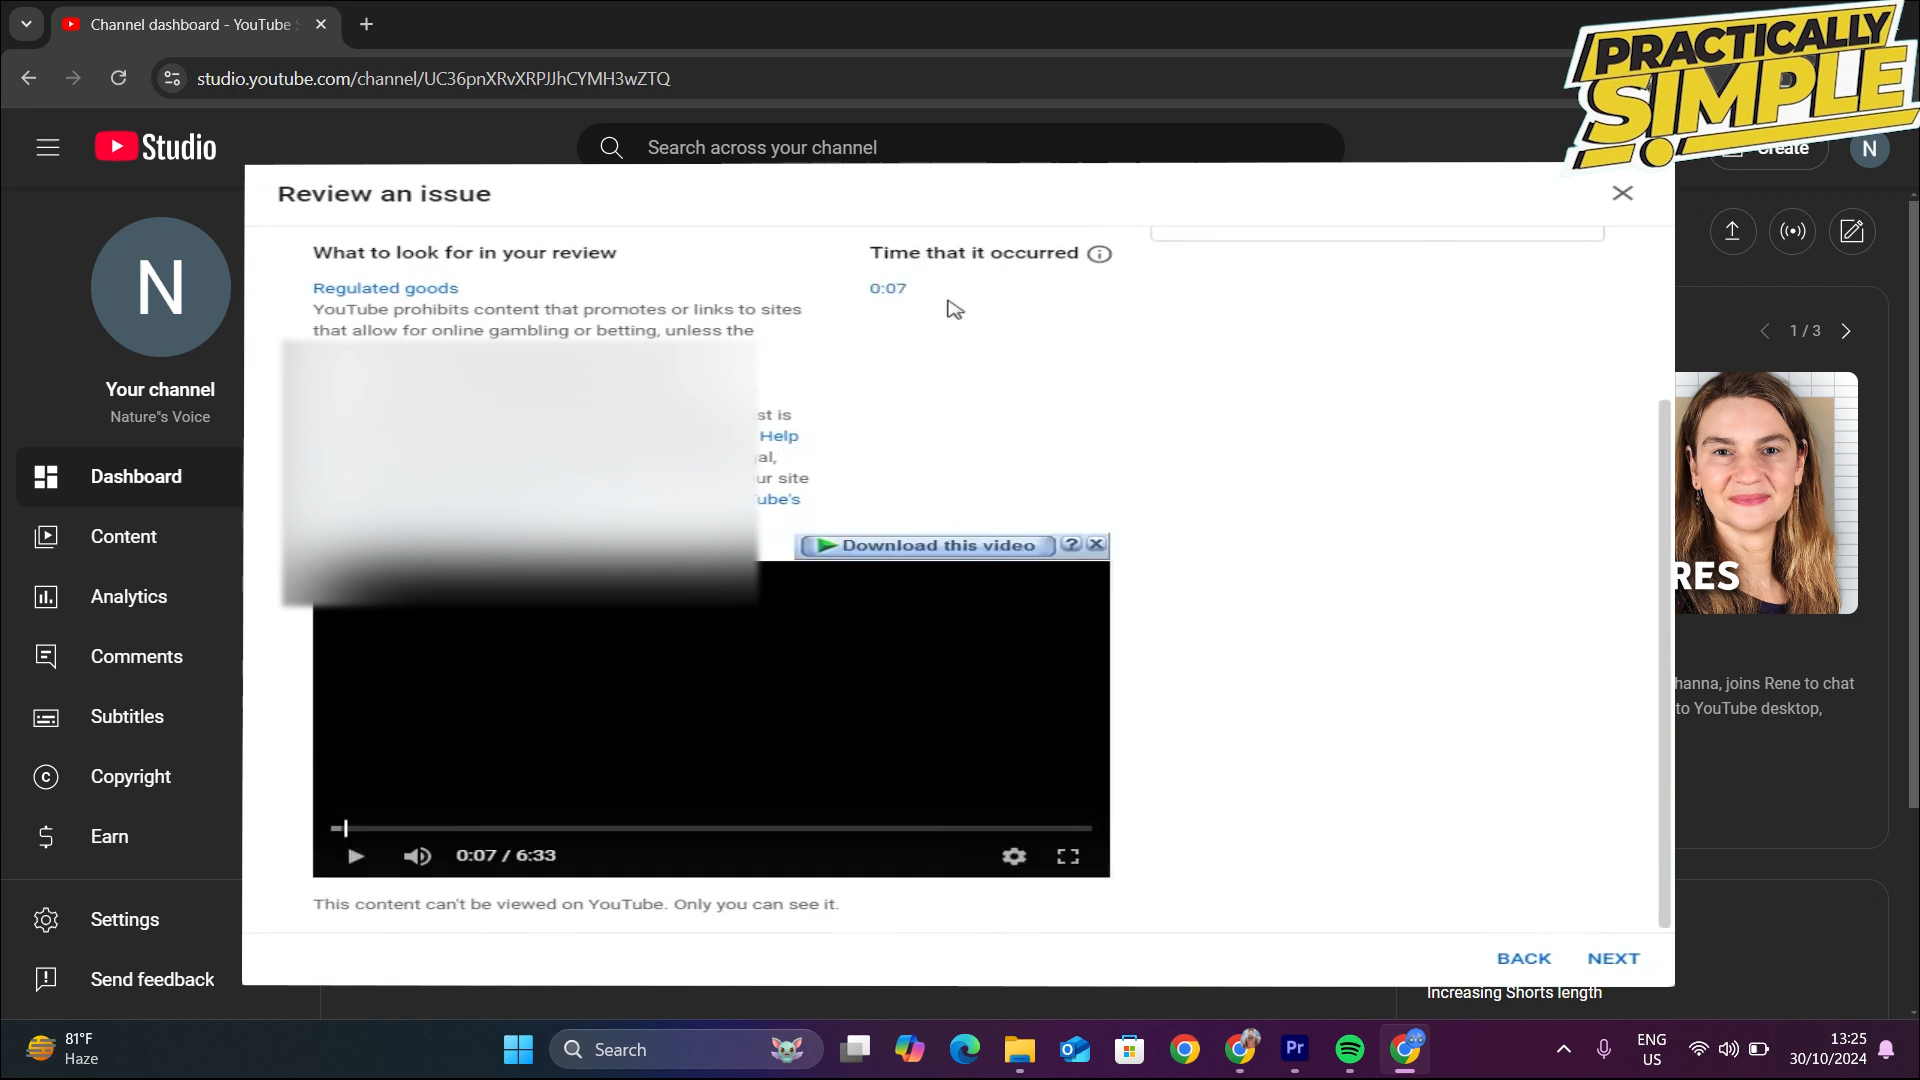 Channel dashboard - YouTube S
studio.youtube.com/channel/UC36pnXRvXRPJJhCYMH3wZTQ
PRACTICALLY
SIMPLE
Studio
Search across your channel
Create
N
Review an issue
N
Your channel
Nature"s Voice
Dashboard
Content
Analytics
Comments
Subtitles
Copyright
Earn
Settings
Send feedback
What to look for in your review
Regulated goods
YouTube prohibits content that promotes or links to sites
that allow for online gambling or betting, unless the
st is
Help
al,
ur site
ube's
Time that it occurred
0:07
Download this video
0:07 / 6:33
This content can't be viewed on YouTube. Only you can see it.
BACK
NEXT
1 / 3
RES
hanna, joins Rene to chat
to YouTube desktop,
Increasing Shorts length
81°F
Haze
Search
Pr
ENG
US
13:25
30/10/2024